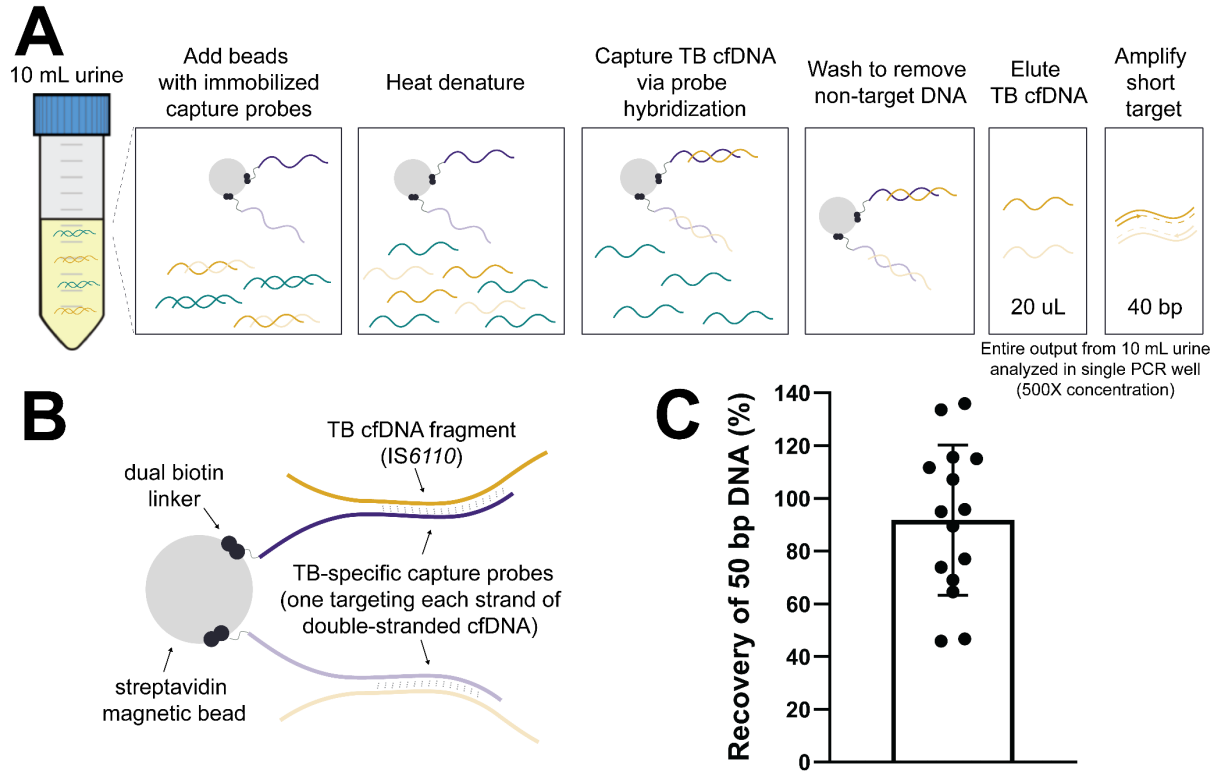 A
10 mL urine
Add beads
with immobilized
capture probes
Heat denature
Capture TB cfDNA
via probe
hybridization
Wash to remove
non-target DNA
Elute
TB cfDNA
Amplify
short
target
20 uL
40 bp
Entire output from 10 mL urine
analyzed in single PCR well
(500X concentration)
B
dual biotin
linker
TB cfDNA fragment
(IS6110)
TB-specific capture probes
(one targeting each strand of
double-stranded cfDNA)
streptavidin
magnetic bead
C
Recovery of 50 bp DNA (%)
140
120
100
80
60
40
20
0